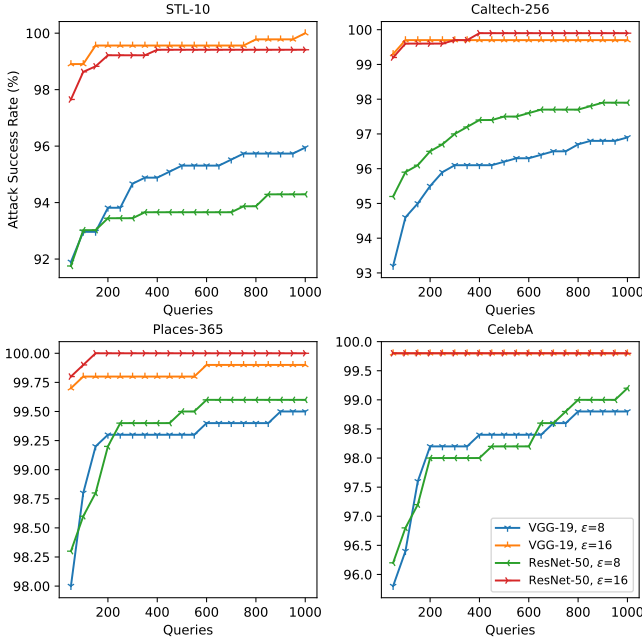 STL-10
Caltech-256
Attack Success Rate (%)
100
98
96
94
92
200 400 600 800 1000
Queries
100
99
98
97
96
95
94
93
200 400 600 800 1000
Queries
Places-365
CelebA
100.00
99.75
99.50
99.25
99.00
98.75
98.50
98.25
98.00
200 400 600 800 1000
Queries
100.0
99.5
99.0
98.5
98.0
97.5
97.0
96.5
96.0
200 400 600 800 1000
Queries
VGG-19, ε=8
VGG-19, ε=16
ResNet-50, ε=8
ResNet-50, ε=16